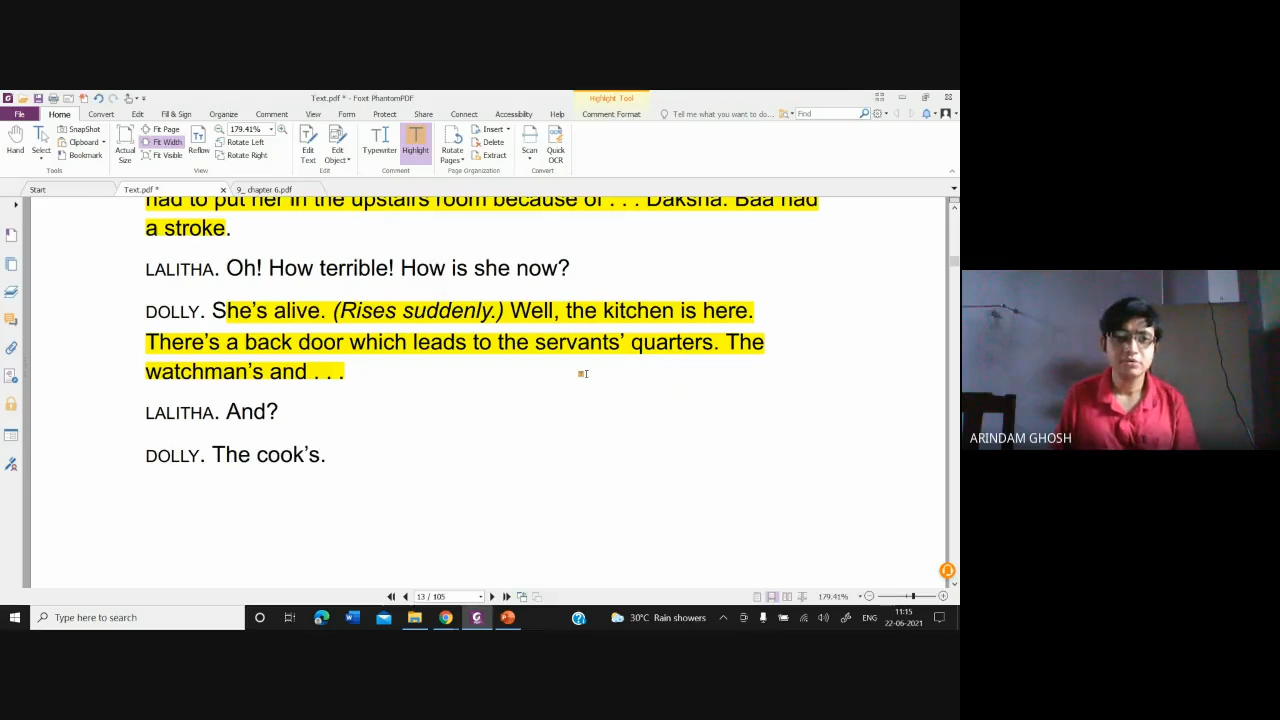 Text.pdf * - Foxit PhantomPDF
Highlight Tool
File Home Convert Edit Fill & Sign Organize Comment View Form Protect Share Connect Accessibility Help Comment Format Tell me what you want to do... Find
Hand
Select
SnapShot
Clipboard
Bookmark
Tools
Actual Size
Fit Page
Fit Width
Fit Visible
Reflow
179.41%
Rotate Left
Rotate Right
View
Edit Text
Edit Object
Edit
Typewriter
Highlight
Comment
Rotate Pages
Insert
Delete
Extract
Page Organization
Scan
Quick OCR
Convert
Start Text.pdf * 9_ chapter 6.pdf
had to put her in the upstairs room because of . . . Daksha. Baa had
a stroke.
LALITHA. Oh! How terrible! How is she now?
DOLLY. She's alive. (Rises suddenly.) Well, the kitchen is here.
There's a back door which leads to the servants' quarters. The
watchman's and . . .
LALITHA. And?
DOLLY. The cook's.
ARINDAM GHOSH
13 / 105
179.41%
Type here to search
30°C Rain showers
ENG
11:15
22-06-2021